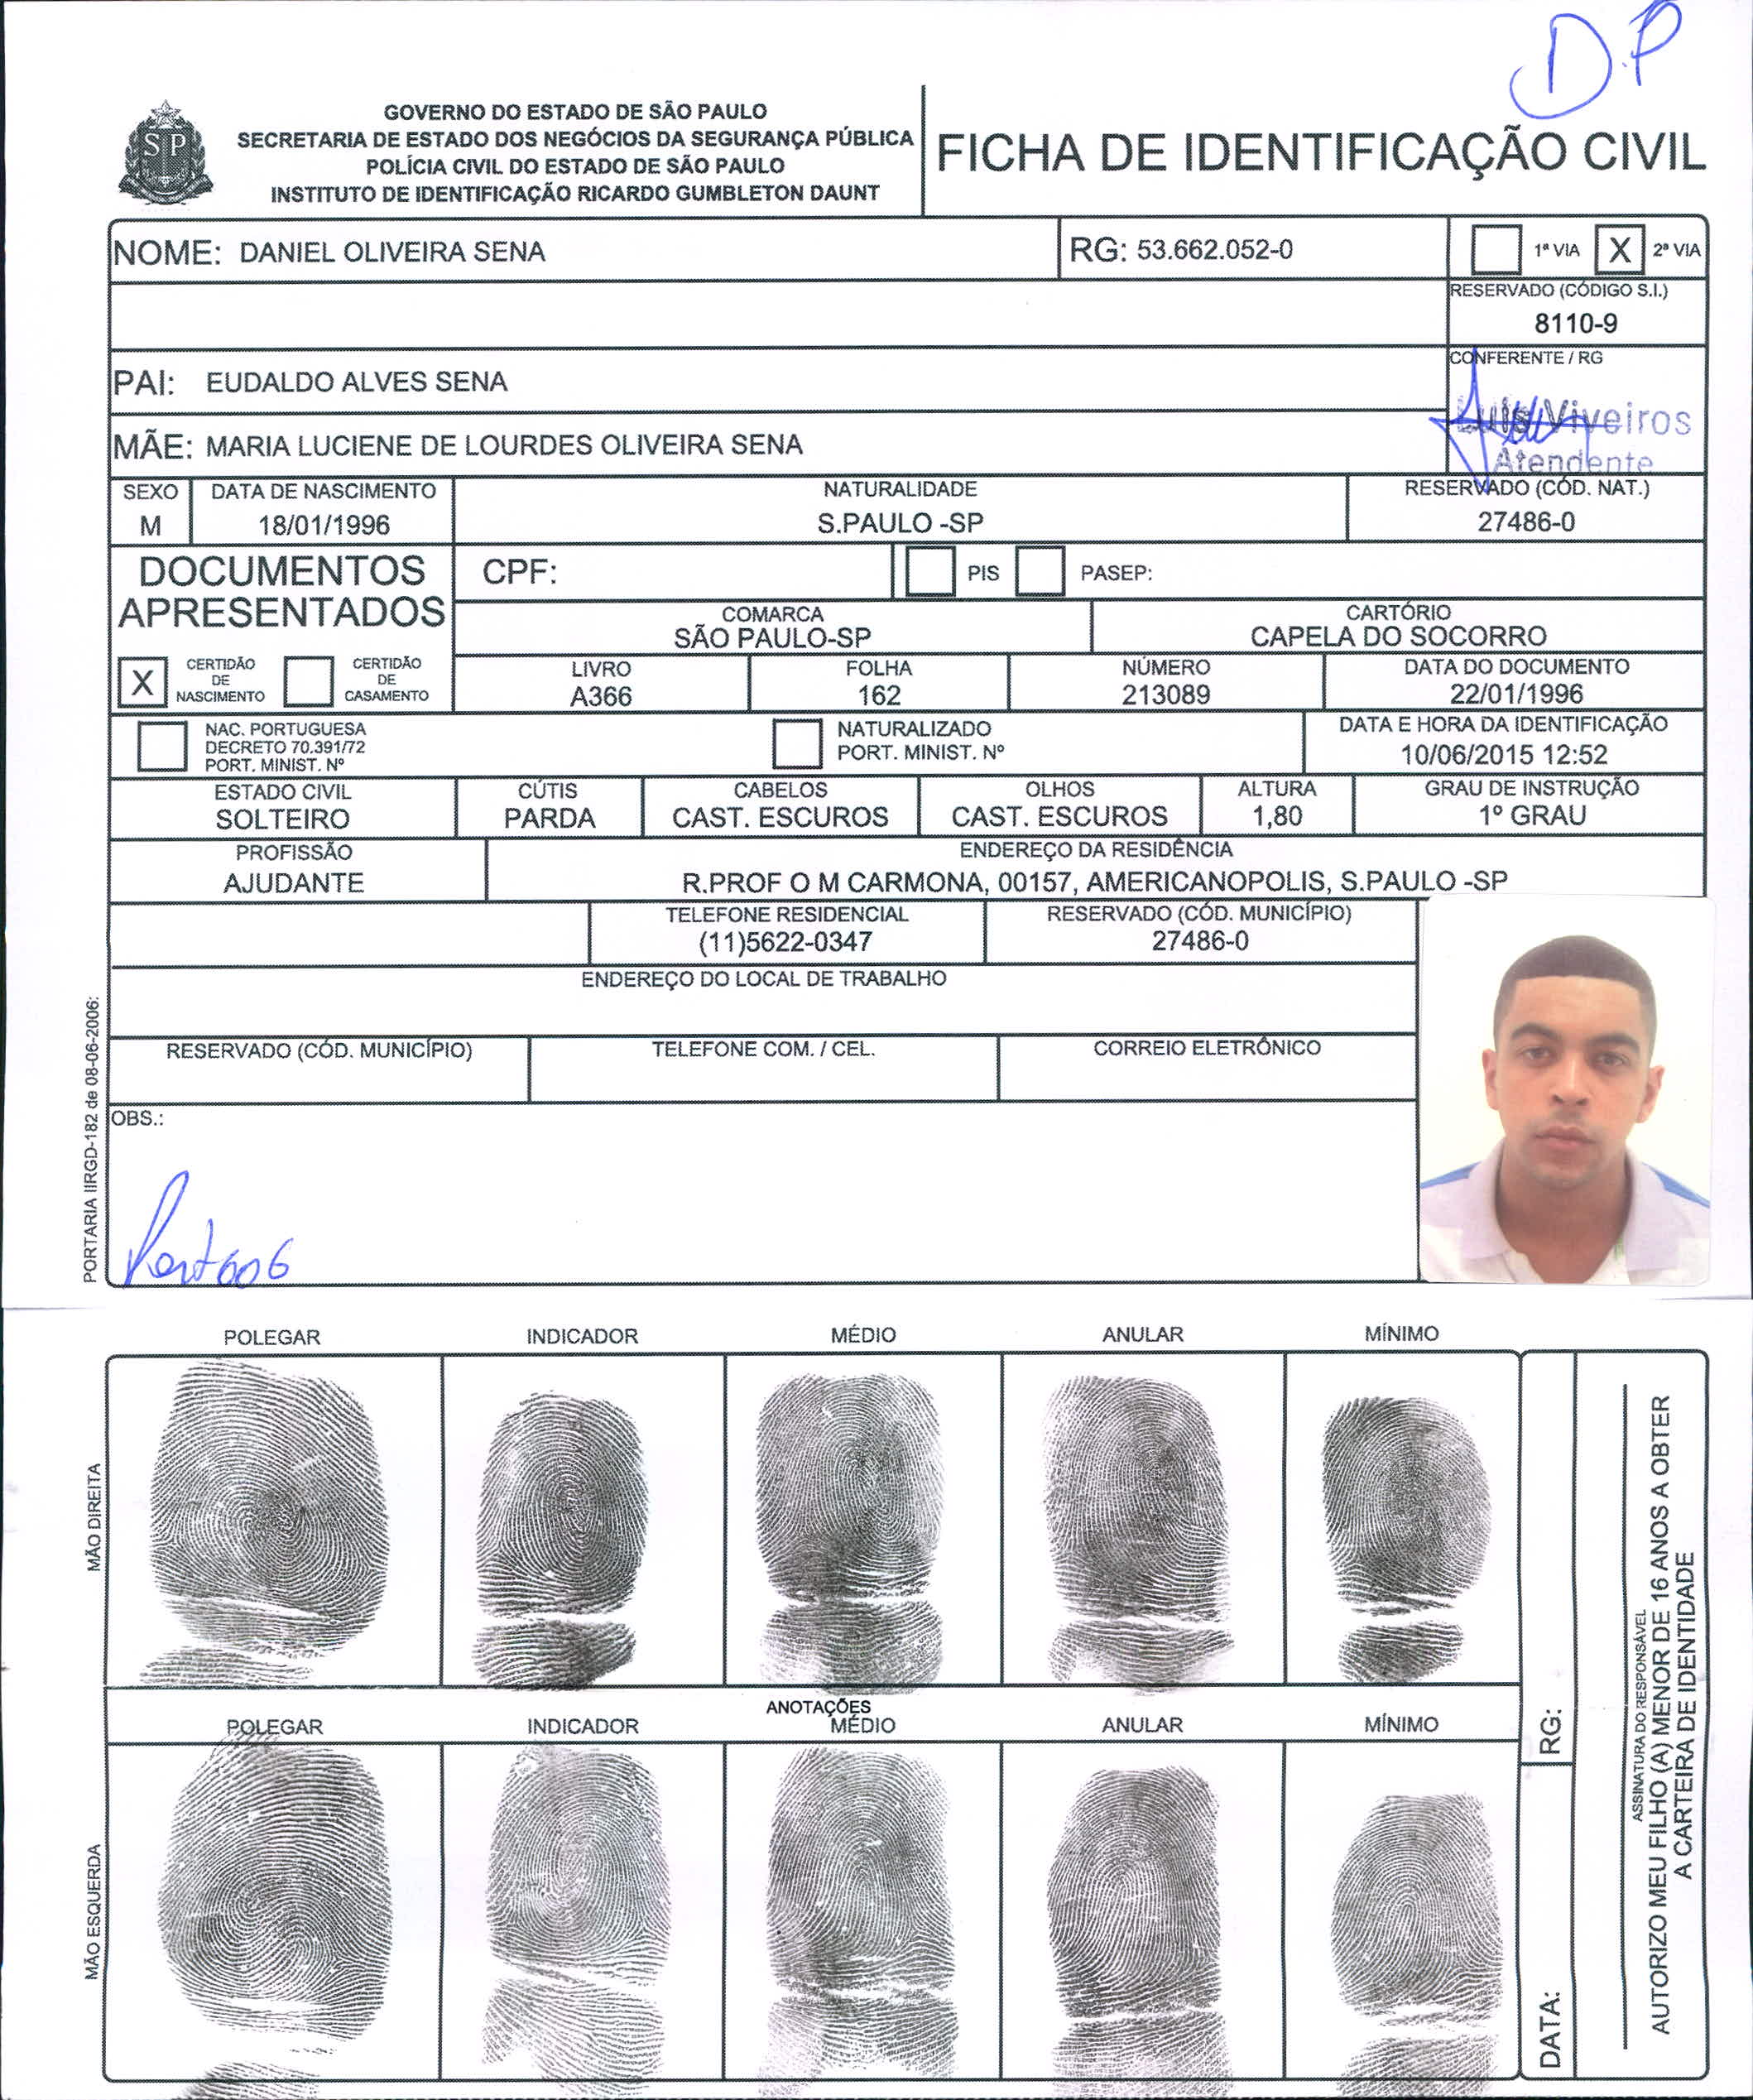 D.P
SP
GOVERNO DO ESTADO DE SÃO PAULO
SECRETARIA DE ESTADO DOS NEGÓCIOS DA SEGURANÇA PÚBLICA
POLÍCIA CIVIL DO ESTADO DE SÃO PAULO
INSTITUTO DE IDENTIFICAÇÃO RICARDO GUMBLETON DAUNT
FICHA DE IDENTIFICAÇÃO CIVIL
NOME: DANIEL OLIVEIRA SENA
RG: 53.662.052-0
1ª VIA X 2ª VIA
RESERVADO (CÓDIGO S.I.)
8110-9
PAI: EUDALDO ALVES SENA
CONFERENTE / RG
Luis Viveiros
Atendente
MÃE: MARIA LUCIENE DE LOURDES OLIVEIRA SENA
SEXO
M
DATA DE NASCIMENTO
18/01/1996
NATURALIDADE
S.PAULO -SP
RESERVADO (CÓD. NAT.)
27486-0
DOCUMENTOS
APRESENTADOS
CPF:
PIS
PASEP:
COMARCA
SÃO PAULO-SP
CARTÓRIO
CAPELA DO SOCORRO
X
CERTIDÃO
DE
NASCIMENTO
CERTIDÃO
DE
CASAMENTO
LIVRO
A366
FOLHA
162
NÚMERO
213089
DATA DO DOCUMENTO
22/01/1996
NAC. PORTUGUESA
DECRETO 70.391/72
PORT. MINIST. Nº
NATURALIZADO
PORT. MINIST. Nº
DATA E HORA DA IDENTIFICAÇÃO
10/06/2015 12:52
ESTADO CIVIL
SOLTEIRO
CÚTIS
PARDA
CABELOS
CAST. ESCUROS
OLHOS
CAST. ESCUROS
ALTURA
1,80
GRAU DE INSTRUÇÃO
1º GRAU
PROFISSÃO
AJUDANTE
ENDEREÇO DA RESIDÊNCIA
R.PROF O M CARMONA, 00157, AMERICANOPOLIS, S.PAULO -SP
TELEFONE RESIDENCIAL
(11)5622-0347
RESERVADO (CÓD. MUNICÍPIO)
27486-0
ENDEREÇO DO LOCAL DE TRABALHO
RESERVADO (CÓD. MUNICÍPIO)
TELEFONE COM. / CEL.
CORREIO ELETRÔNICO
OBS.:
PORTARIA IIRGD-182 de 08-06-2006:
POLEGAR
INDICADOR
MÉDIO
ANULAR
MÍNIMO
MÃO DIREITA
ANOTAÇÕES
POLEGAR
INDICADOR
MÉDIO
ANULAR
MÍNIMO
MÃO ESQUERDA
RG:
DATA:
ASSINATURA DO RESPONSÁVEL
AUTORIZO MEU FILHO (A) MENOR DE 16 ANOS A OBTER
A CARTEIRA DE IDENTIDADE